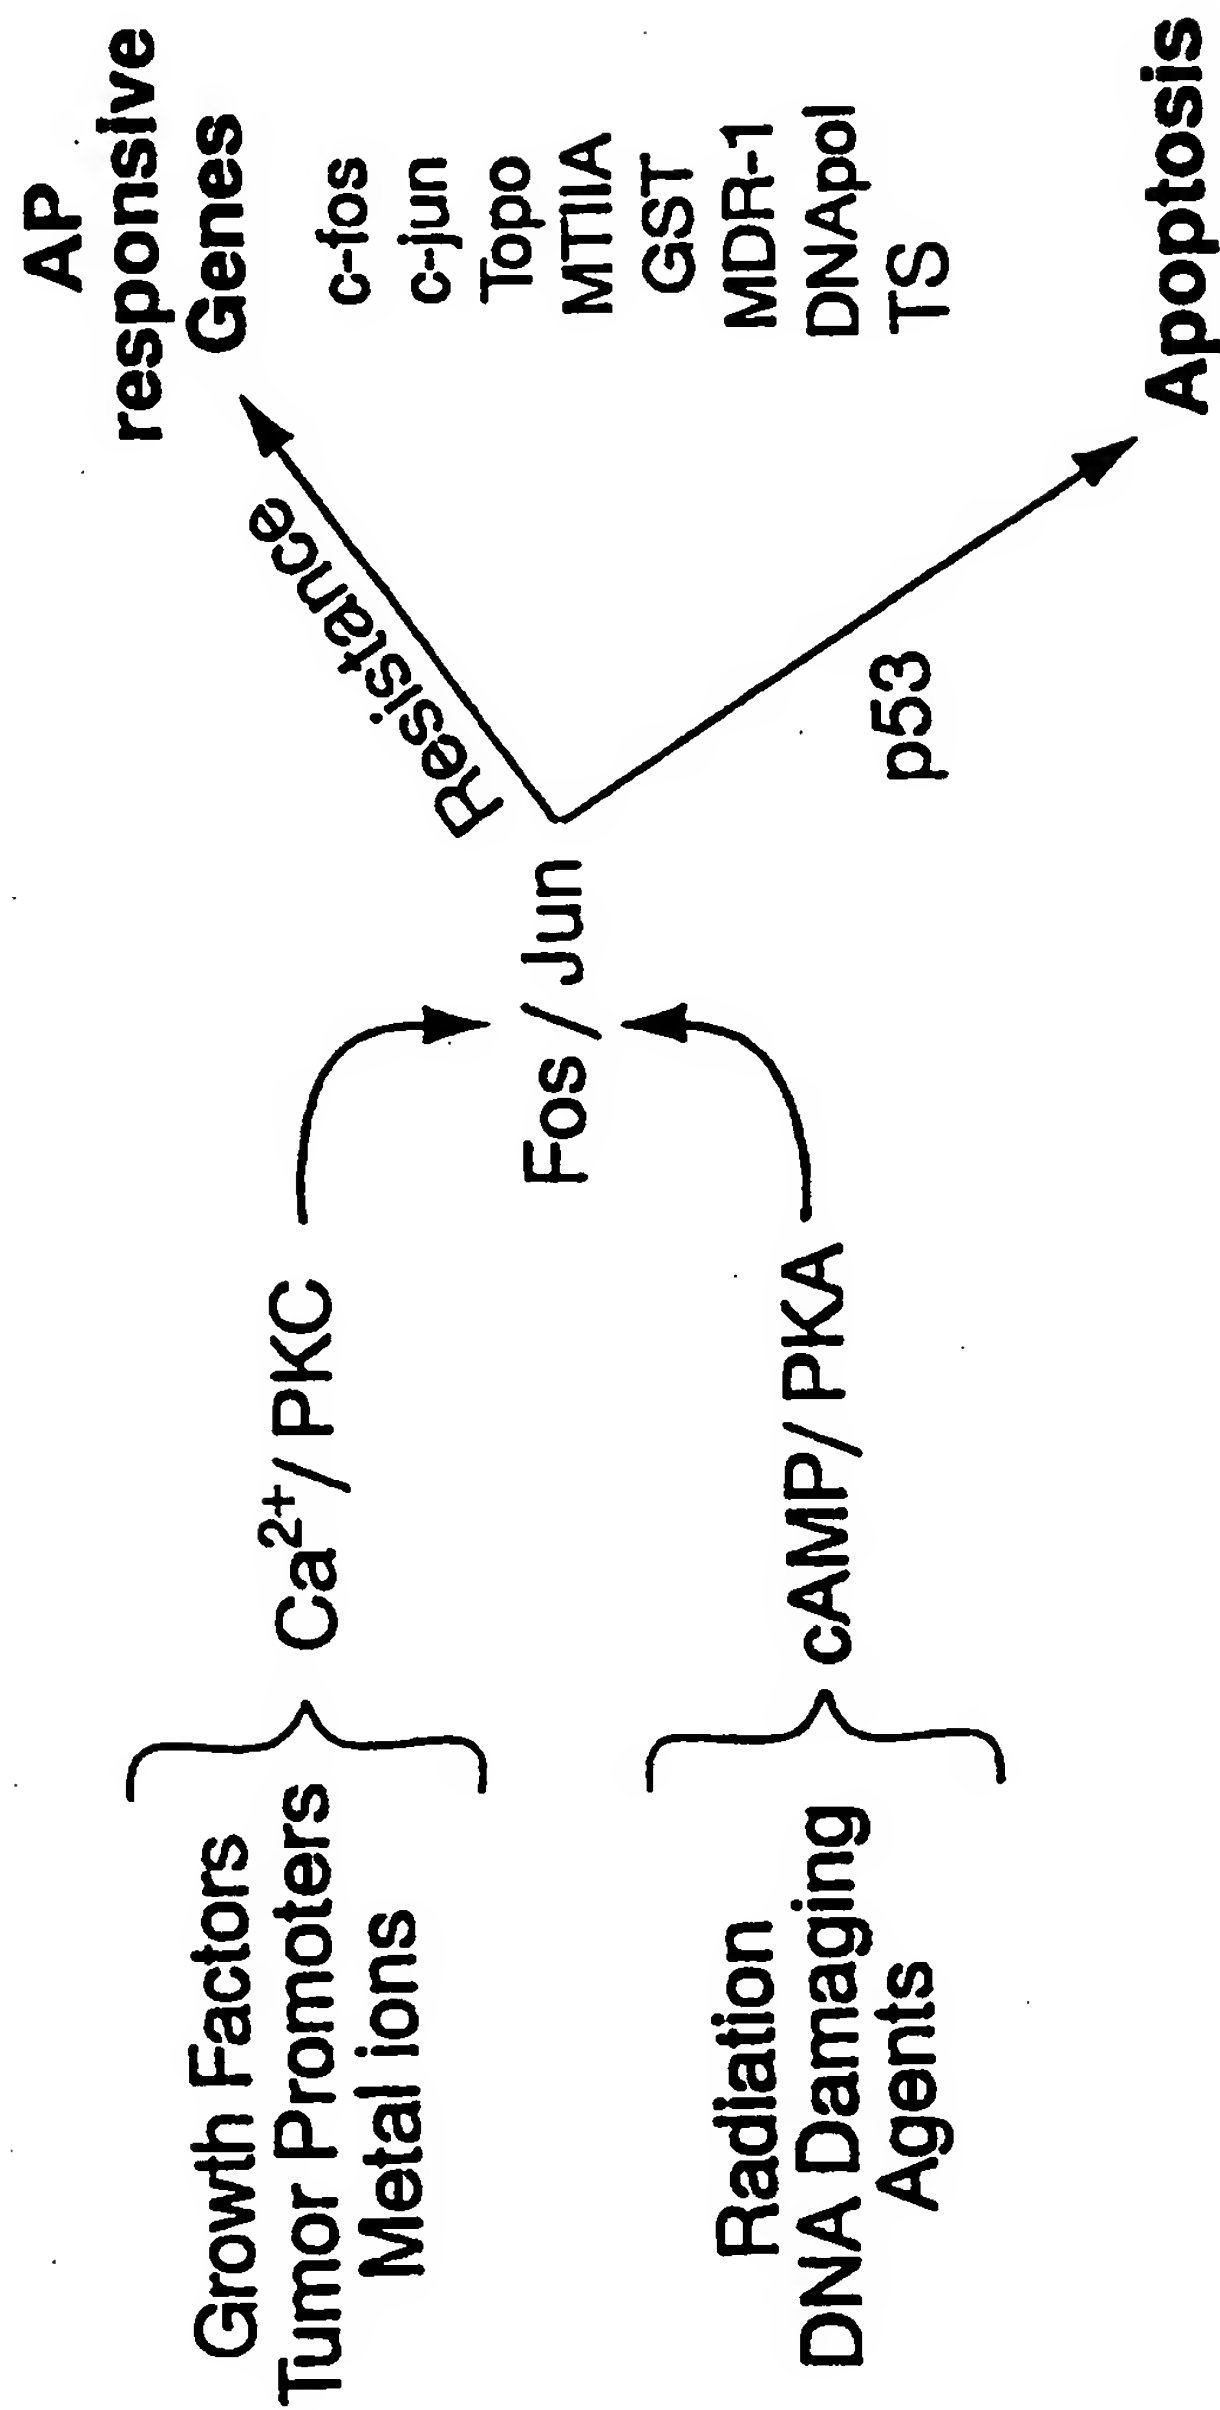 Growth Factors
Tumor Promoters
Metal ions
Ca²⁺/ PKC
Radiation
DNA Damaging
Agents
cAMP/ PKA
Fos / Jun
Resistance
p53
AP
responsive
Genes
c-fos
c-jun
Topo
MTIIA
GST
MDR-1
DNApol
TS
Apoptosis